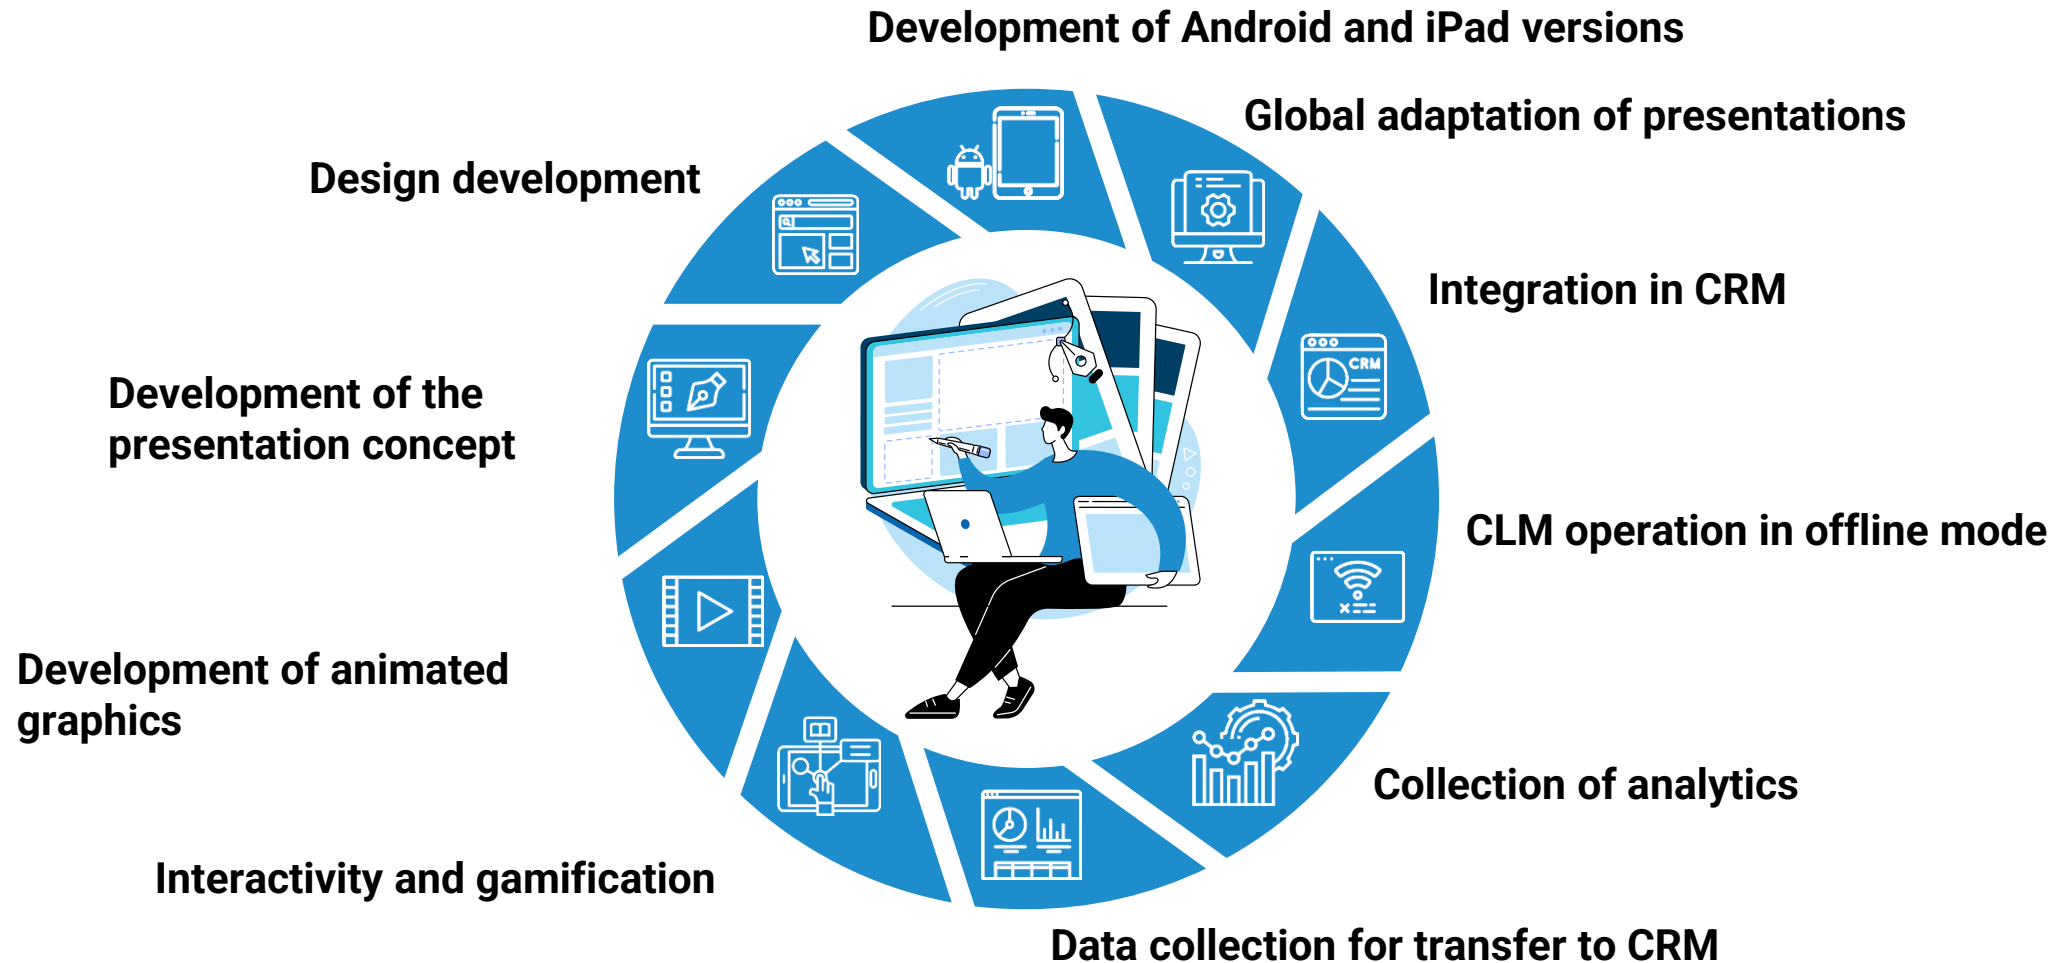 Development of Android and iPad versions
Global adaptation of presentations
Design development
Integration in CRM
CRM
Development of the
presentation concept
CLM operation in offline mode
Development of animated
graphics
Collection of analytics
Interactivity and gamification
Data collection for transfer to CRM